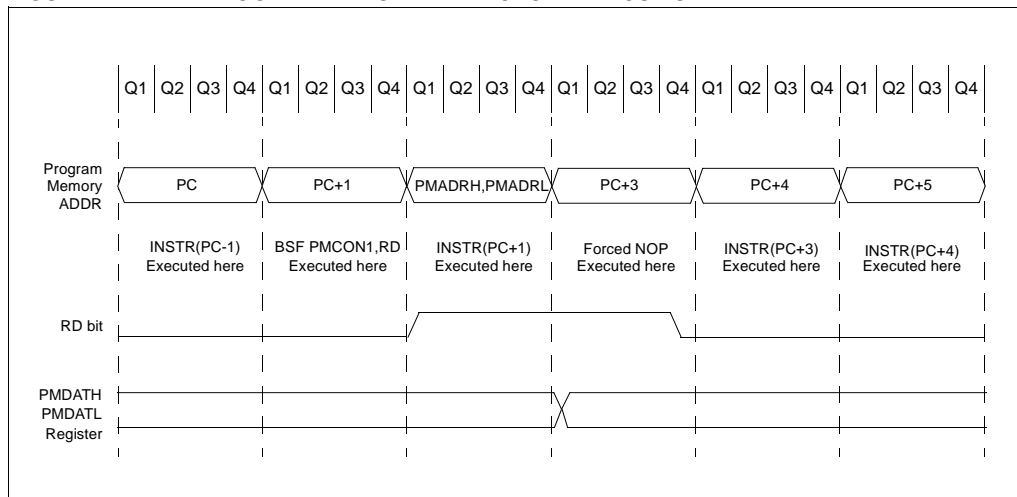 Q1 Q2 Q3 Q4 Q1 Q2 Q3 Q4 Q1 Q2 Q3 Q4 Q1 Q2 Q3 Q4 Q1 Q2 Q3 Q4 Q1 Q2 Q3 Q4
Program
Memory
ADDR
PC
PC+1
PMADRH,PMADRL
PC+3
PC+4
PC+5
INSTR(PC-1)
Executed here
BSF PMCON1,RD
Executed here
INSTR(PC+1)
Executed here
Forced NOP
Executed here
INSTR(PC+3)
Executed here
INSTR(PC+4)
Executed here
RD bit
PMDATH
PMDATL
Register